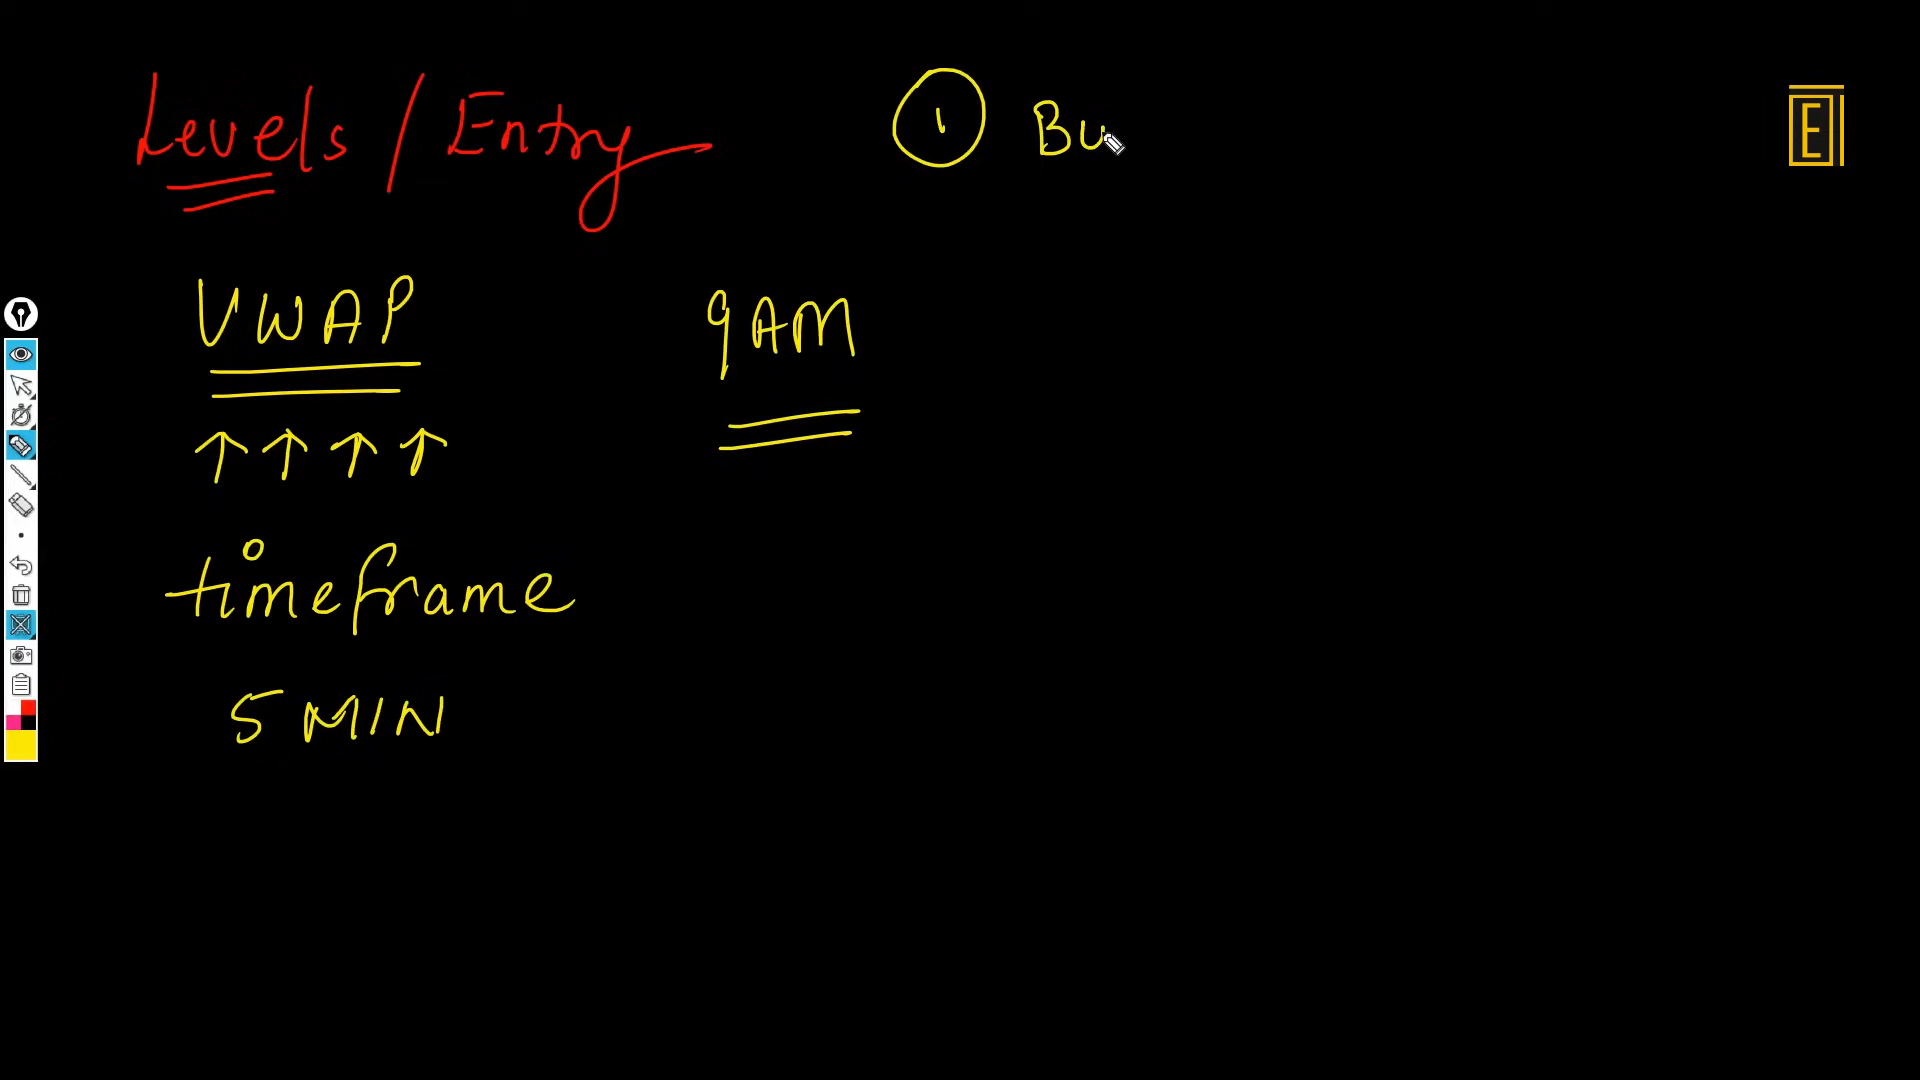 Levels / Entry
1 Bu
VWAP
9AM
↑ ↑ ↑ ↑
timeframe
5 MIN
E